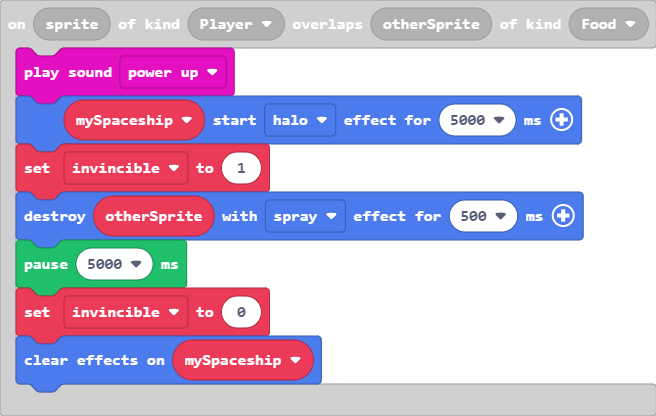 on sprite of kind Player overlaps otherSprite of kind Food
play sound power up
mySpaceship start halo effect for 5000 ms
set invincible to 1
destroy otherSprite with spray effect for 500 ms
pause 5000 ms
set invincible to 0
clear effects on mySpaceship